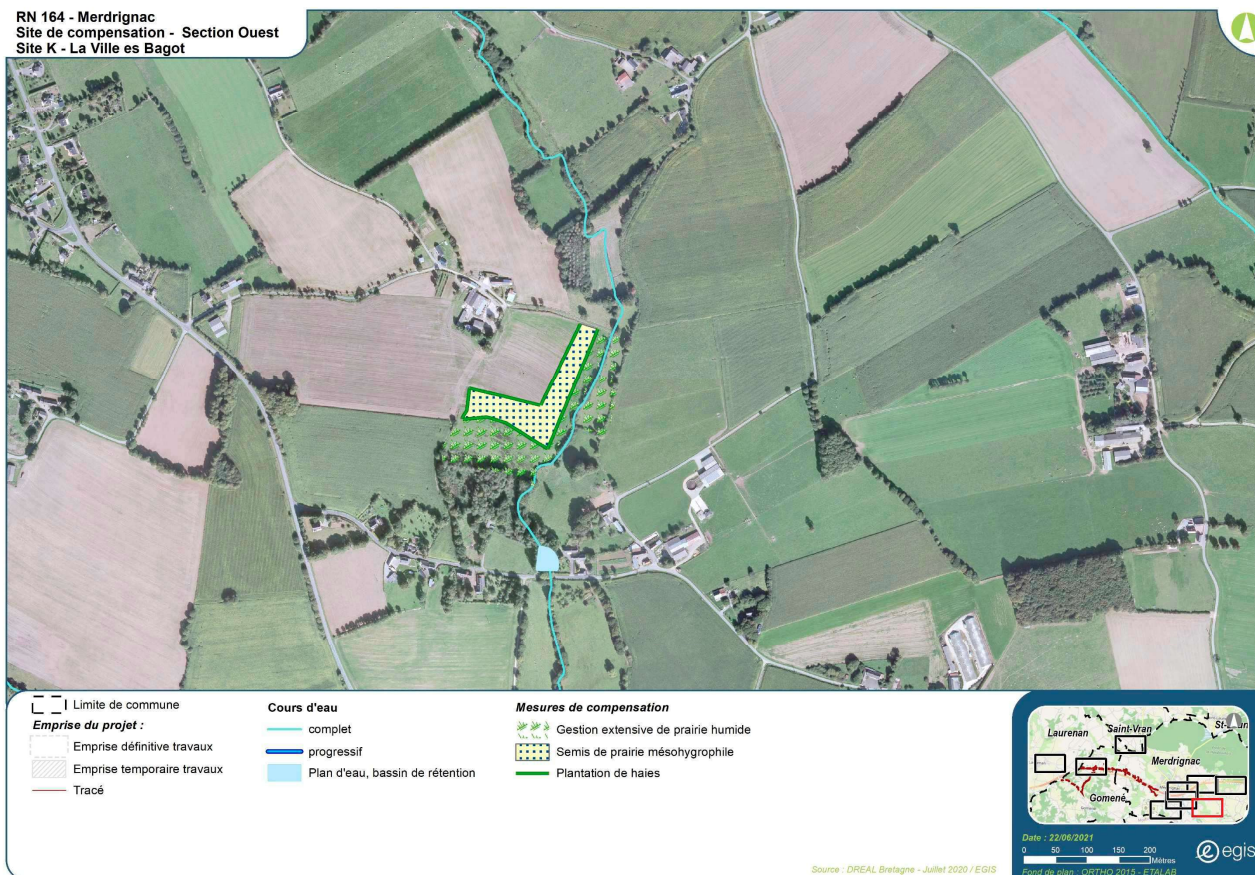 RN 164 - Merdrignac
Site de compensation - Section Ouest
Site K - La Ville es Bagot
Limite de commune
Emprise du projet :
Emprise définitive travaux
Emprise temporaire travaux
Tracé
Cours d'eau
complet
progressif
Plan d'eau, bassin de rétention
Mesures de compensation
Gestion extensive de prairie humide
Semis de prairie mésohygrophile
Plantation de haies
Laurenan
Saint-Vran
Merdrignac
Gomené
Date : 22/06/2021
0 50 100 150 200
Mètres
egis
Source : DREAL Bretagne - Juillet 2020 / EGIS
Fond de plan : ORTHO 2015 - ETALAB